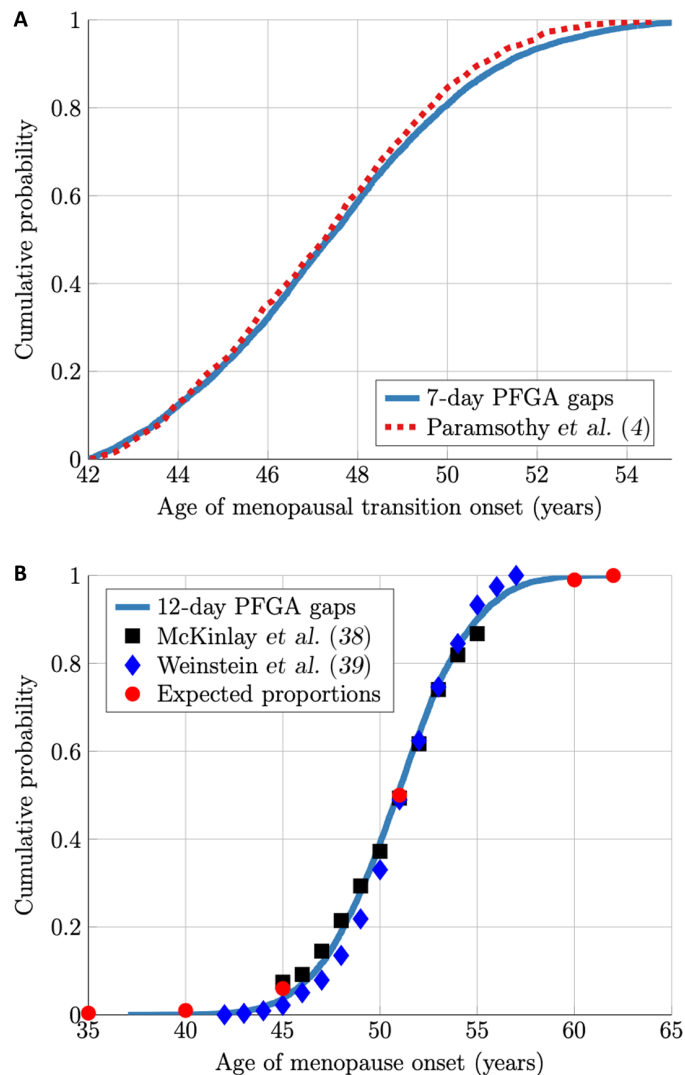 A
1
0.8
0.6
0.4
0.2
0
Cumulative probability
7-day PFGA gaps
Paramsothy et al. (4)
42 44 46 48 50 52 54
Age of menopausal transition onset (years)
B
1
0.8
0.6
0.4
0.2
0
Cumulative probability
12-day PFGA gaps
McKinlay et al. (38)
Weinstein et al. (39)
Expected proportions
35 40 45 50 55 60 65
Age of menopause onset (years)